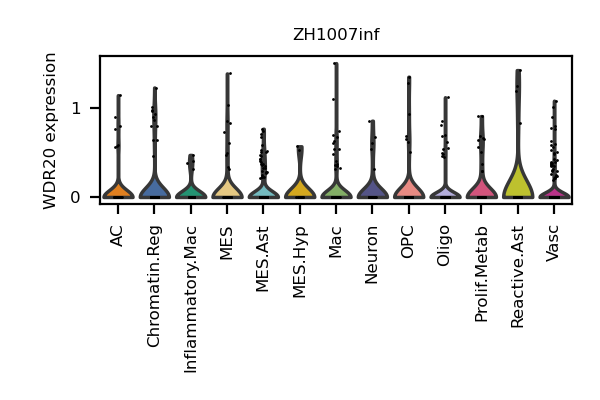 ZH1007inf
WDR20 expression
1
0
AC
Chromatin.Reg
Inflammatory.Mac
MES
MES.Ast
MES.Hyp
Mac
Neuron
OPC
Oligo
Prolif.Metab
Reactive.Ast
Vasc